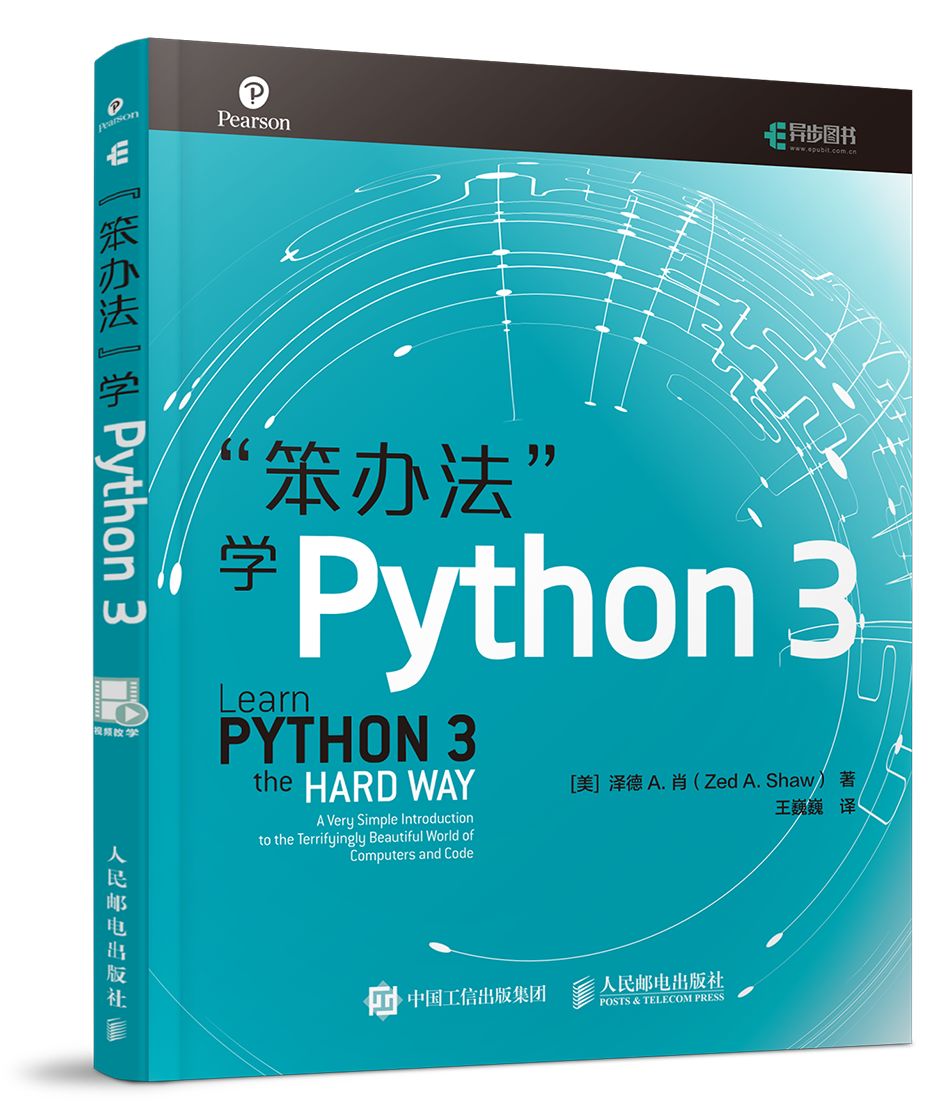 Pearson
『笨办法』学 Python 3
视频教学
人民邮电出版社
Pearson
异步图书
www.epubit.com.cn
“笨办法”
学 Python 3
Learn
PYTHON 3
the HARD WAY
A Very Simple Introduction
to the Terrifyingly Beautiful World of
Computers and Code
[美] 泽德 A. 肖（Zed A. Shaw） 著
王巍巍 译
中国工信出版集团
人民邮电出版社
POSTS & TELECOM PRESS